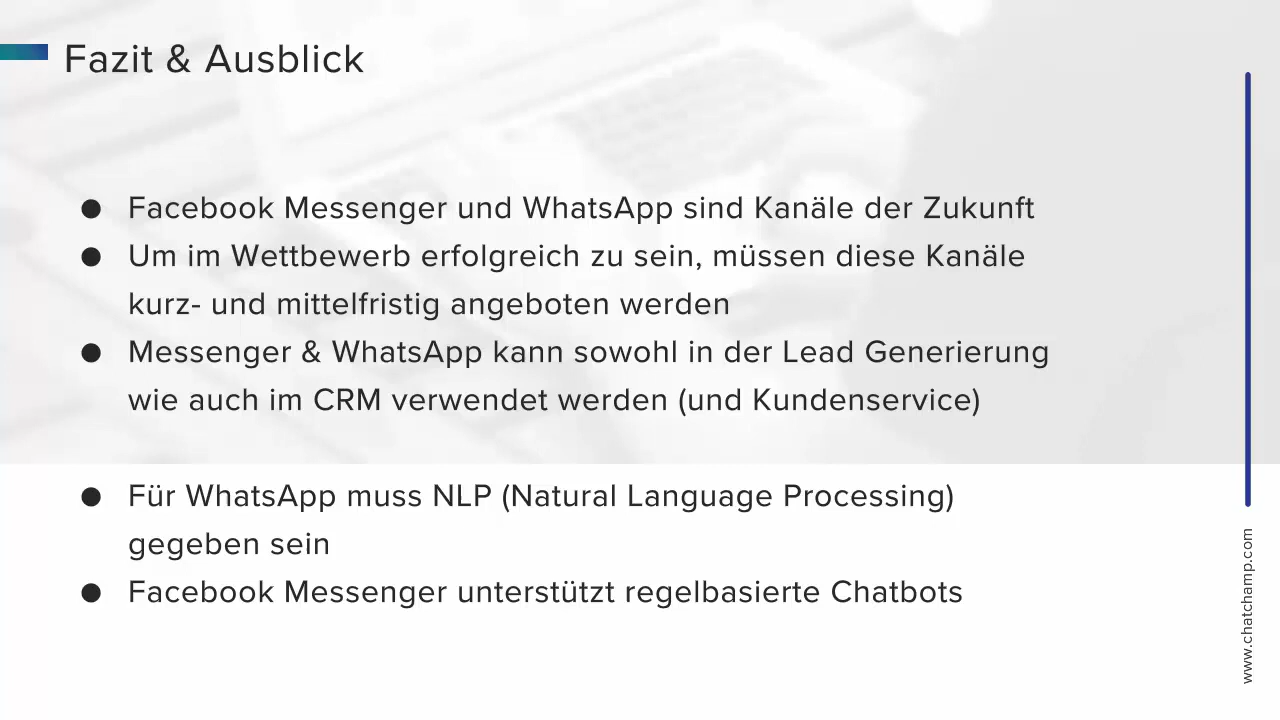 Fazit & Ausblick
● Facebook Messenger und WhatsApp sind Kanäle der Zukunft
● Um im Wettbewerb erfolgreich zu sein, müssen diese Kanäle
kurz- und mittelfristig angeboten werden
● Messenger & WhatsApp kann sowohl in der Lead Generierung
wie auch im CRM verwendet werden (und Kundenservice)
● Für WhatsApp muss NLP (Natural Language Processing)
gegeben sein
● Facebook Messenger unterstützt regelbasierte Chatbots
www.chatchamp.com